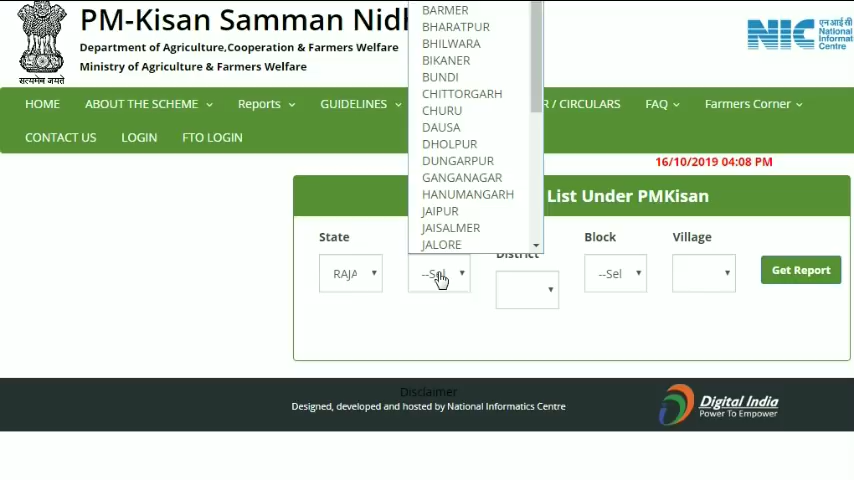 PM-Kisan Samman Nidh
Department of Agriculture,Cooperation & Farmers Welfare
Ministry of Agriculture & Farmers Welfare
सत्यमेव जयते
NIC
एन आई सी
National
Informat
Centre
HOME ABOUT THE SCHEME Reports GUIDELINES R / CIRCULARS FAQ Farmers Corner
CONTACT US LOGIN FTO LOGIN
BARMER
BHARATPUR
BHILWARA
BIKANER
BUNDI
CHITTORGARH
CHURU
DAUSA
DHOLPUR
DUNGARPUR
GANGANAGAR
HANUMANGARH
JAIPUR
JAISALMER
JALORE
16/10/2019 04:08 PM
List Under PMKisan
State District Block Village
RAJA --Sel --Sel Get Report
Disclaimer
Designed, developed and hosted by National Informatics Centre
Digital India
Power To Empower